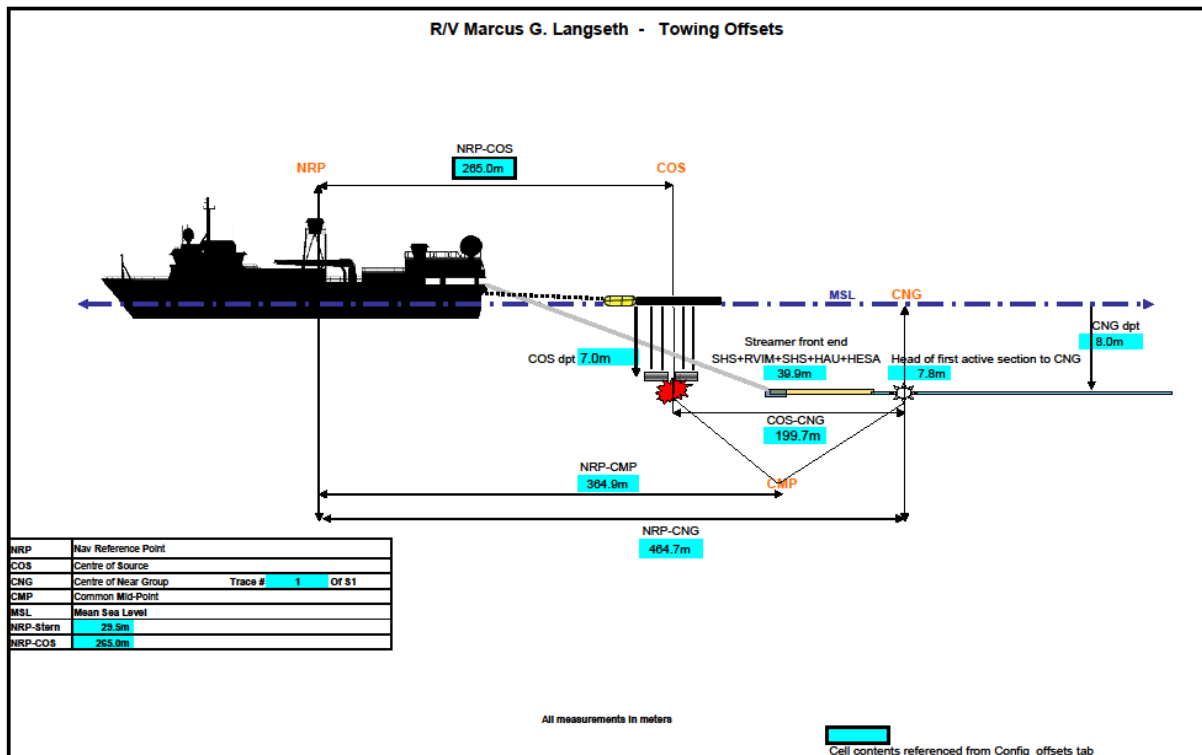 R/V Marcus G. Langseth - Towing Offsets
NRP-COS
NRP
265.0m
COS
MSL
CNG
CNG dpt
8.0m
COS dpt 7.0m
Streamer front end
SHS+RVIM+SHS+HAU+HESA
39.9m
Head of first active section to CNG
7.8m
COS-CNG
199.7m
NRP-CMP
364.9m
CMP
NRP-CNG
464.7m
NRP Nav Reference Point
COS Centre of Source
CNG Centre of Near Group Trace # 1 Of S1
CMP Common Mid-Point
MSL Mean Sea Level
NRP-Stern 29.5m
NRP-COS 265.0m
All measurements in meters
Cell contents referenced from Config_offsets tab